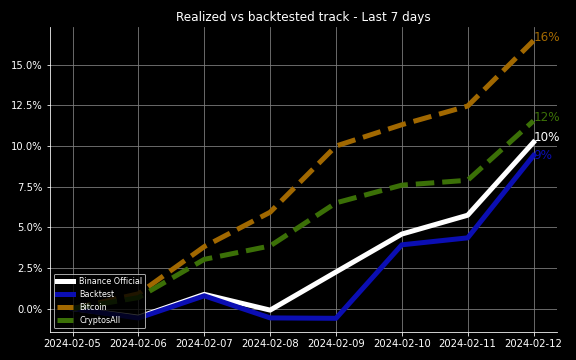 Realized vs backtested track - Last 7 days
16%
15.0%
12.5%
12%
10%
10.0%
9%
7.5%
5.0%
2.5%
0.0%
Binance Official
Backtest
Bitcoin
CryptosAll
2024-02-05 2024-02-06 2024-02-07 2024-02-08 2024-02-09 2024-02-10 2024-02-11 2024-02-12